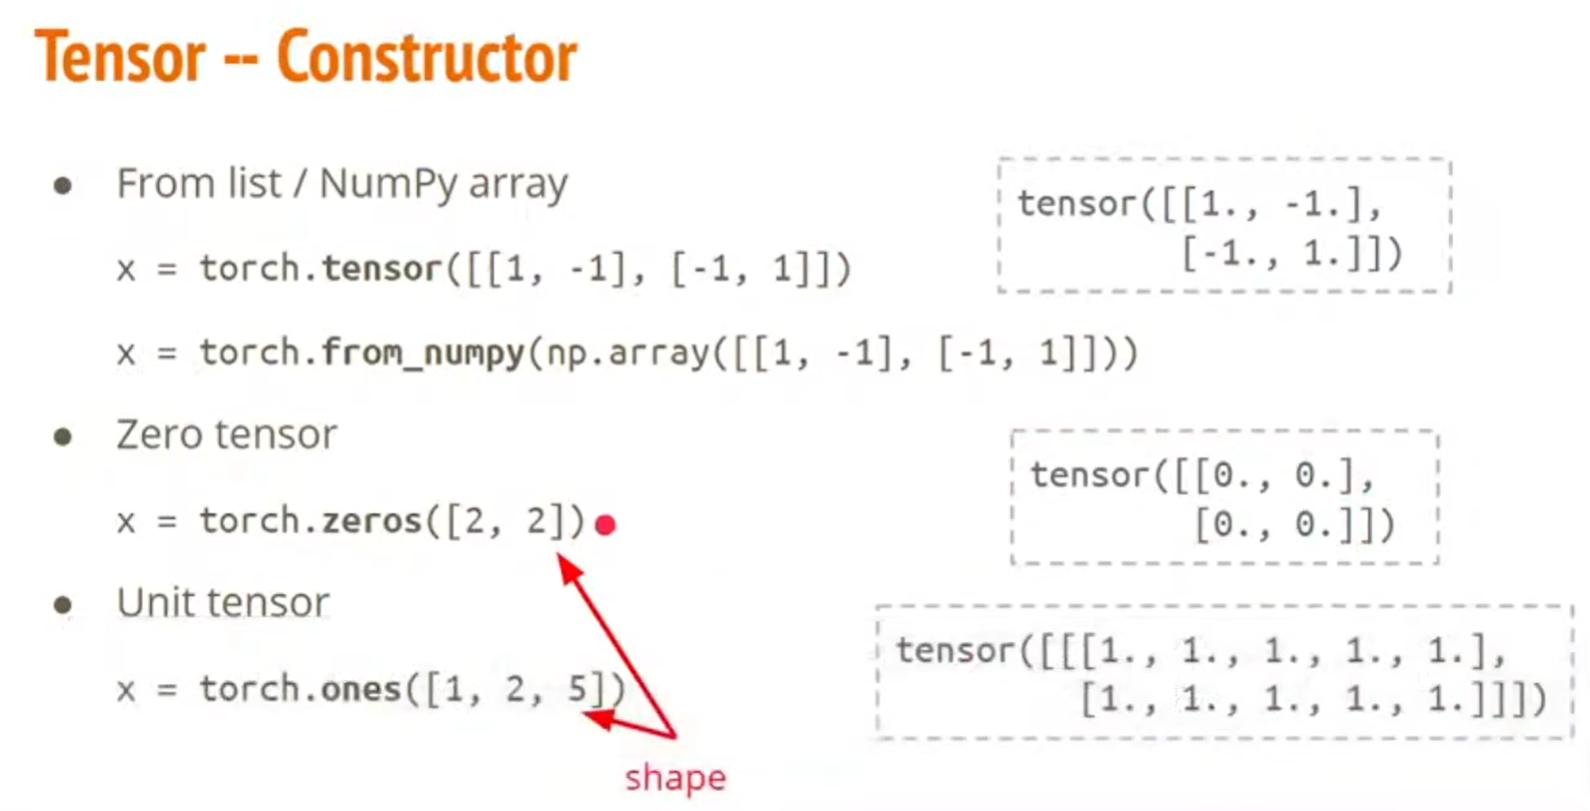 Tensor -- Constructor
From list / NumPy array
x = torch.tensor([[1, -1], [-1, 1]])
x = torch.from_numpy(np.array([[1, -1], [-1, 1]]))
tensor([[1., -1.],
[-1., 1.]])
Zero tensor
x = torch.zeros([2, 2])
tensor([[0., 0.],
[0., 0.]])
Unit tensor
x = torch.ones([1, 2, 5])
tensor([[[1., 1., 1., 1., 1.],
[1., 1., 1., 1., 1.]]])
shape